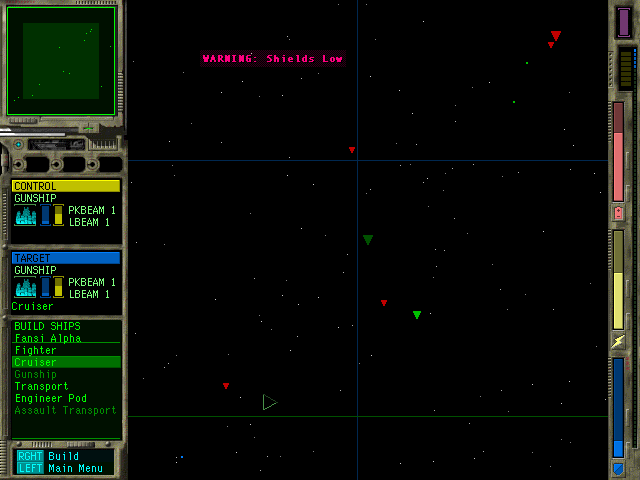 WARNING: Shields Low
CONTROL
GUNSHIP
PKBEAM 1
LBEAM 1
TARGET
GUNSHIP
PKBEAM 1
LBEAM 1
Cruiser
BUILD SHIPS
Fansi Alpha
Fighter
Cruiser
Gunship
Transport
Engineer Pod
Assault Transport
RGHT Build
LEFT Main Menu